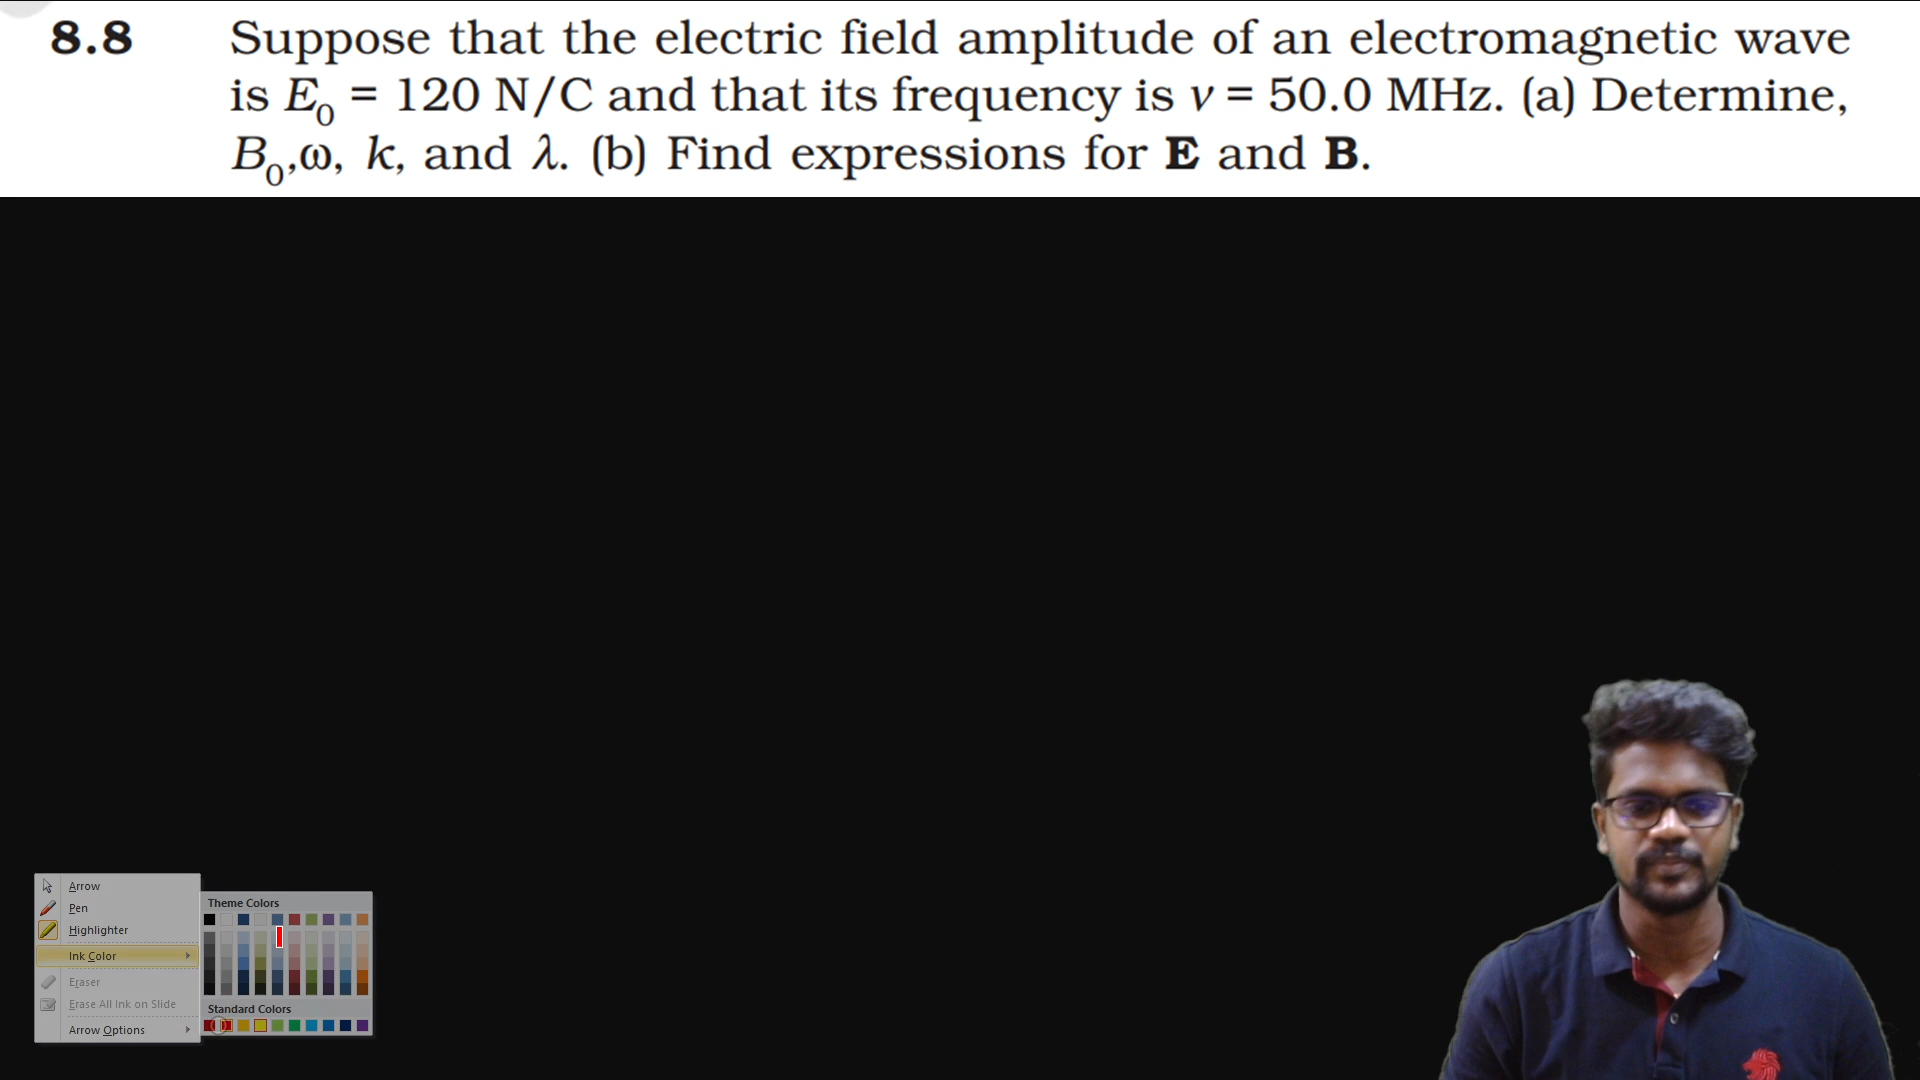 8.8 Suppose that the electric field amplitude of an electromagnetic wave
is E₀ = 120 N/C and that its frequency is ν = 50.0 MHz. (a) Determine,
B₀,ω, k, and λ. (b) Find expressions for E and B.
Arrow
Pen
Highlighter
Ink Color
Eraser
Erase All Ink on Slide
Arrow Options
Theme Colors
Standard Colors